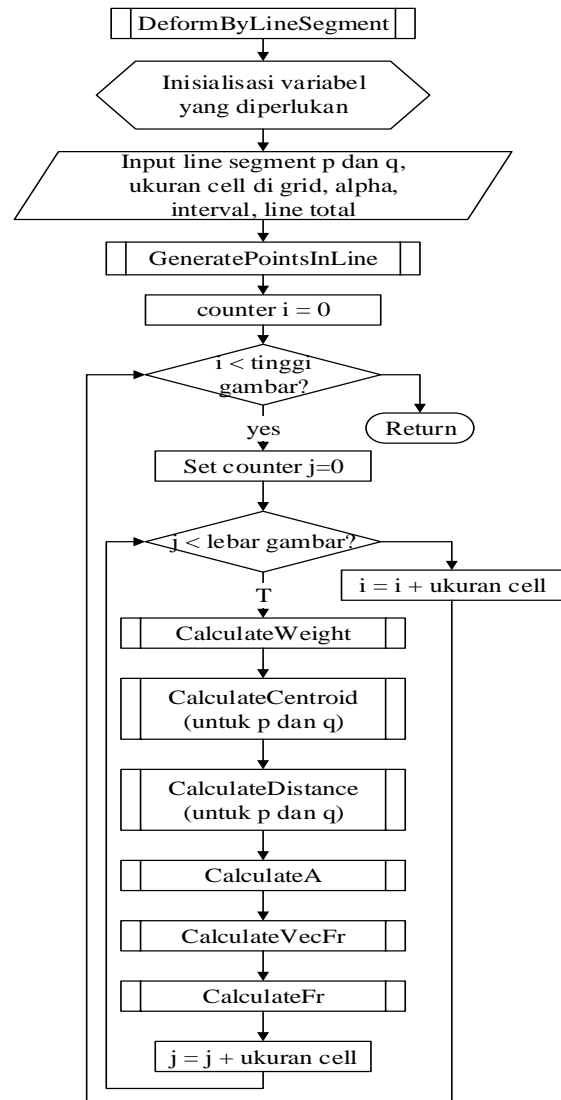 DeformByLineSegment
Inisialisasi variabel
yang diperlukan
Input line segment p dan q,
ukuran cell di grid, alpha,
interval, line total
GeneratePointsInLine
counter i = 0
i < tinggi
gambar?
Return
yes
Set counter j=0
j < lebar gambar?
i = i + ukuran cell
T
CalculateWeight
CalculateCentroid
(untuk p dan q)
CalculateDistance
(untuk p dan q)
CalculateA
CalculateVecFr
CalculateFr
j = j + ukuran cell